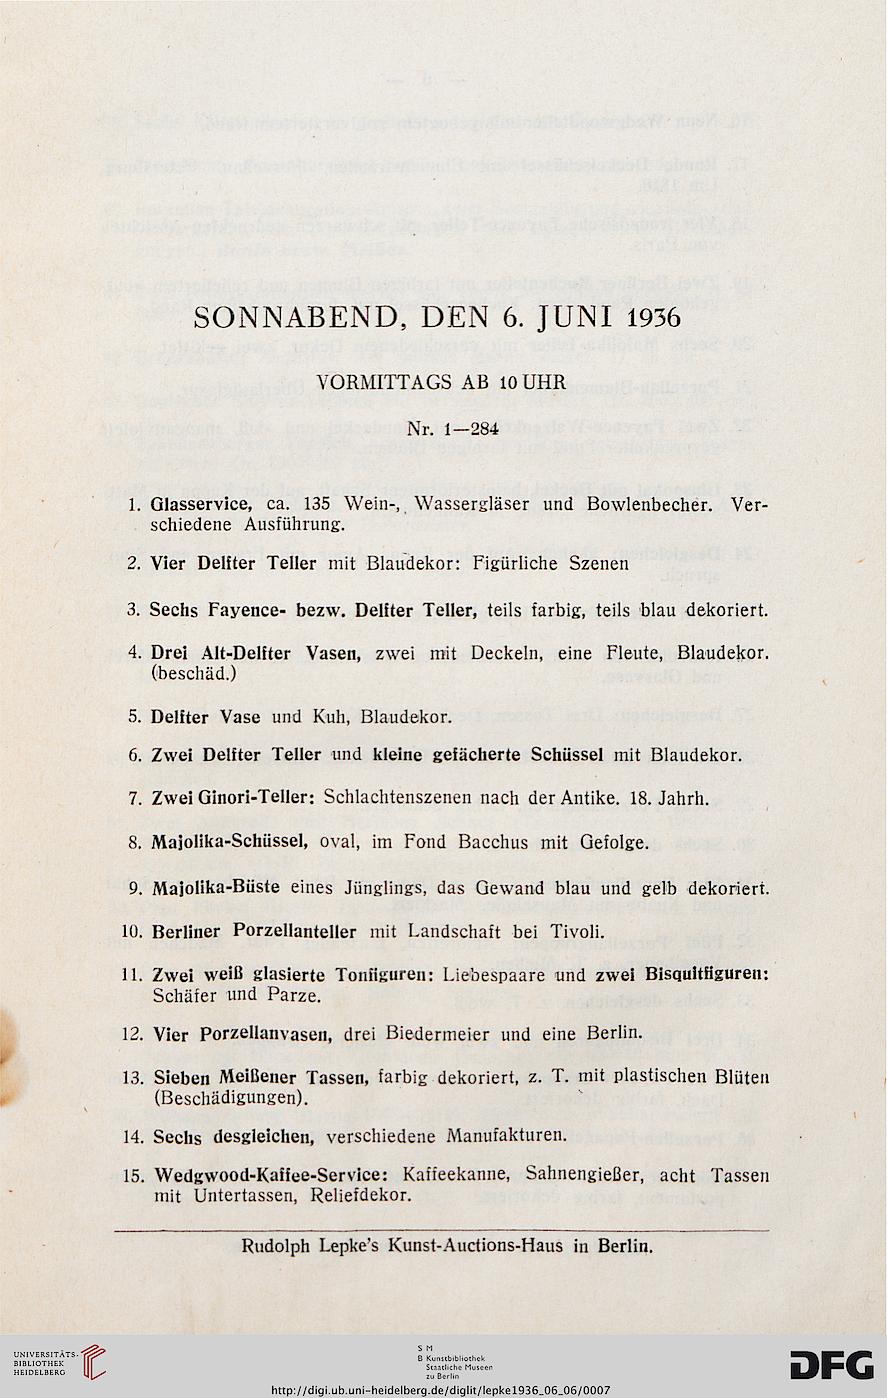 SONNABEND, DEN 6. JUNI 1936
VORMITTAGS AB 10 UHR
Nr. 1—284
1. Glasservice, ca. 135 Wein-, Wassergläser und Bowlenbecher. Ver-
schiedene Ausführung.
2. Vier Delfter Teller mit Blaudekor: Figürliche Szenen
3. Sechs Fayence- bezw. Delfter Teller, teils farbig, teils blau dekoriert.
4. Drei Alt-Delfter Vasen, zwei mit Deckeln, eine Fleute, Blaudekor.
(beschäd.)
5. Delfter Vase und Kuh, Blaudekor.
6. Zwei Delfter Teller und kleine gefächerte Schüssel mit Blaudekor.
7. Zwei Ginori-Teller: Schlachtenszenen nach der Antike. 18. Jahrh.
8. Majolika-Schüssel, oval, im Fond Bacchus mit Gefolge.
9. Majolika-Büste eines Jünglings, das Gewand blau und gelb dekoriert.
10. Berliner Porzellanteller mit Landschaft bei Tivoli.
11. Zwei weiß glasierte Tonfiguren: Liebespaare und zwei Bisquitfiguren:
Schäfer und Parze.
12. Vier Porzellanvasen, drei Biedermeier und eine Berlin.
13. Sieben Meißener Tassen, farbig dekoriert, z. T. mit plastischen Blüten
(Beschädigungen).
14. Sechs desgleichen, verschiedene Manufakturen.
15. Wedgwood-Kaffee-Service: Kaffeekanne, Sahnengießer, acht Tassen
mit Untertassen, Reliefdekor.
Rudolph Lepke's Kunst-Auctions-Haus in Berlin.
UNIVERSITÄTS-
BIBLIOTHEK
HEIDELBERG
S M
B Kunstbibliothek
Staatliche Museen
zu Berlin
DFG
http://digi.ub.uni-heidelberg.de/diglit/lepke1936_06_06/0007